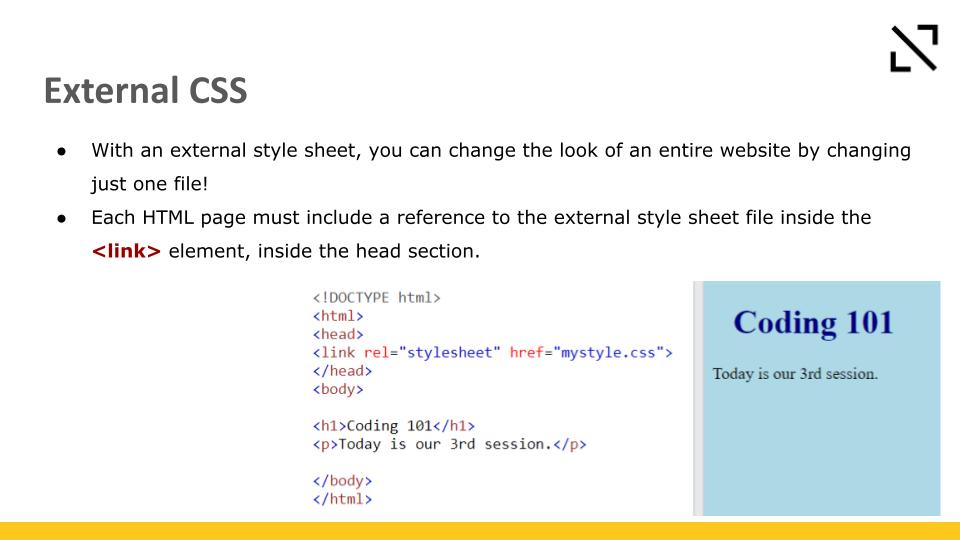 External CSS
● With an external style sheet, you can change the look of an entire website by changing
just one file!
● Each HTML page must include a reference to the external style sheet file inside the
<link> element, inside the head section.
<!DOCTYPE html>
<html>
<head>
<link rel="stylesheet" href="mystyle.css">
</head>
<body>
<h1>Coding 101</h1>
<p>Today is our 3rd session.</p>
</body>
</html>
Coding 101
Today is our 3rd session.